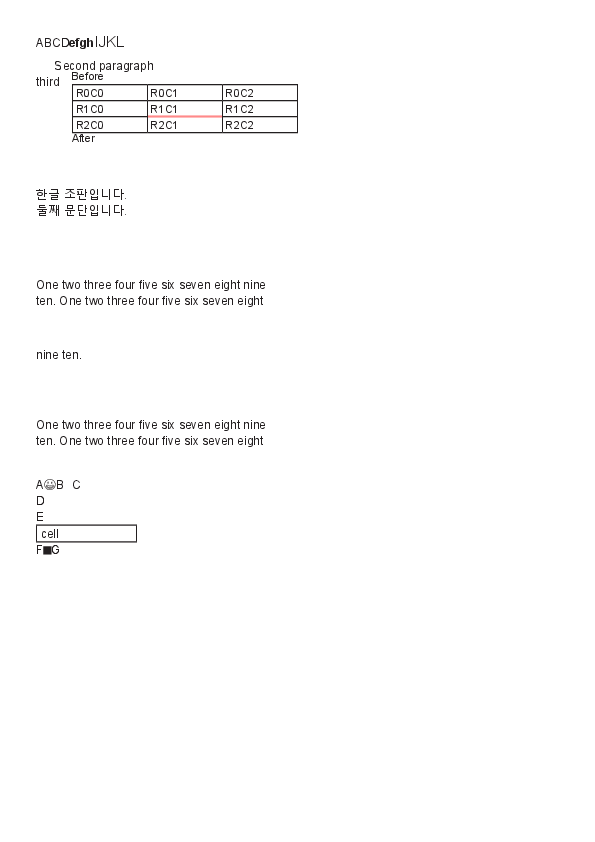 ABCDefghIJKL
Second paragraph
third
Before
R0C0 R0C1 R0C2
R1C0 R1C1 R1C2
R2C0 R2C1 R2C2
After
한글 조판입니다.
둘째 문단입니다.
One two three four five six seven eight nine
ten. One two three four five six seven eight
nine ten.
One two three four five six seven eight nine
ten. One two three four five six seven eight
A😀B C
D
E
cell
F■G